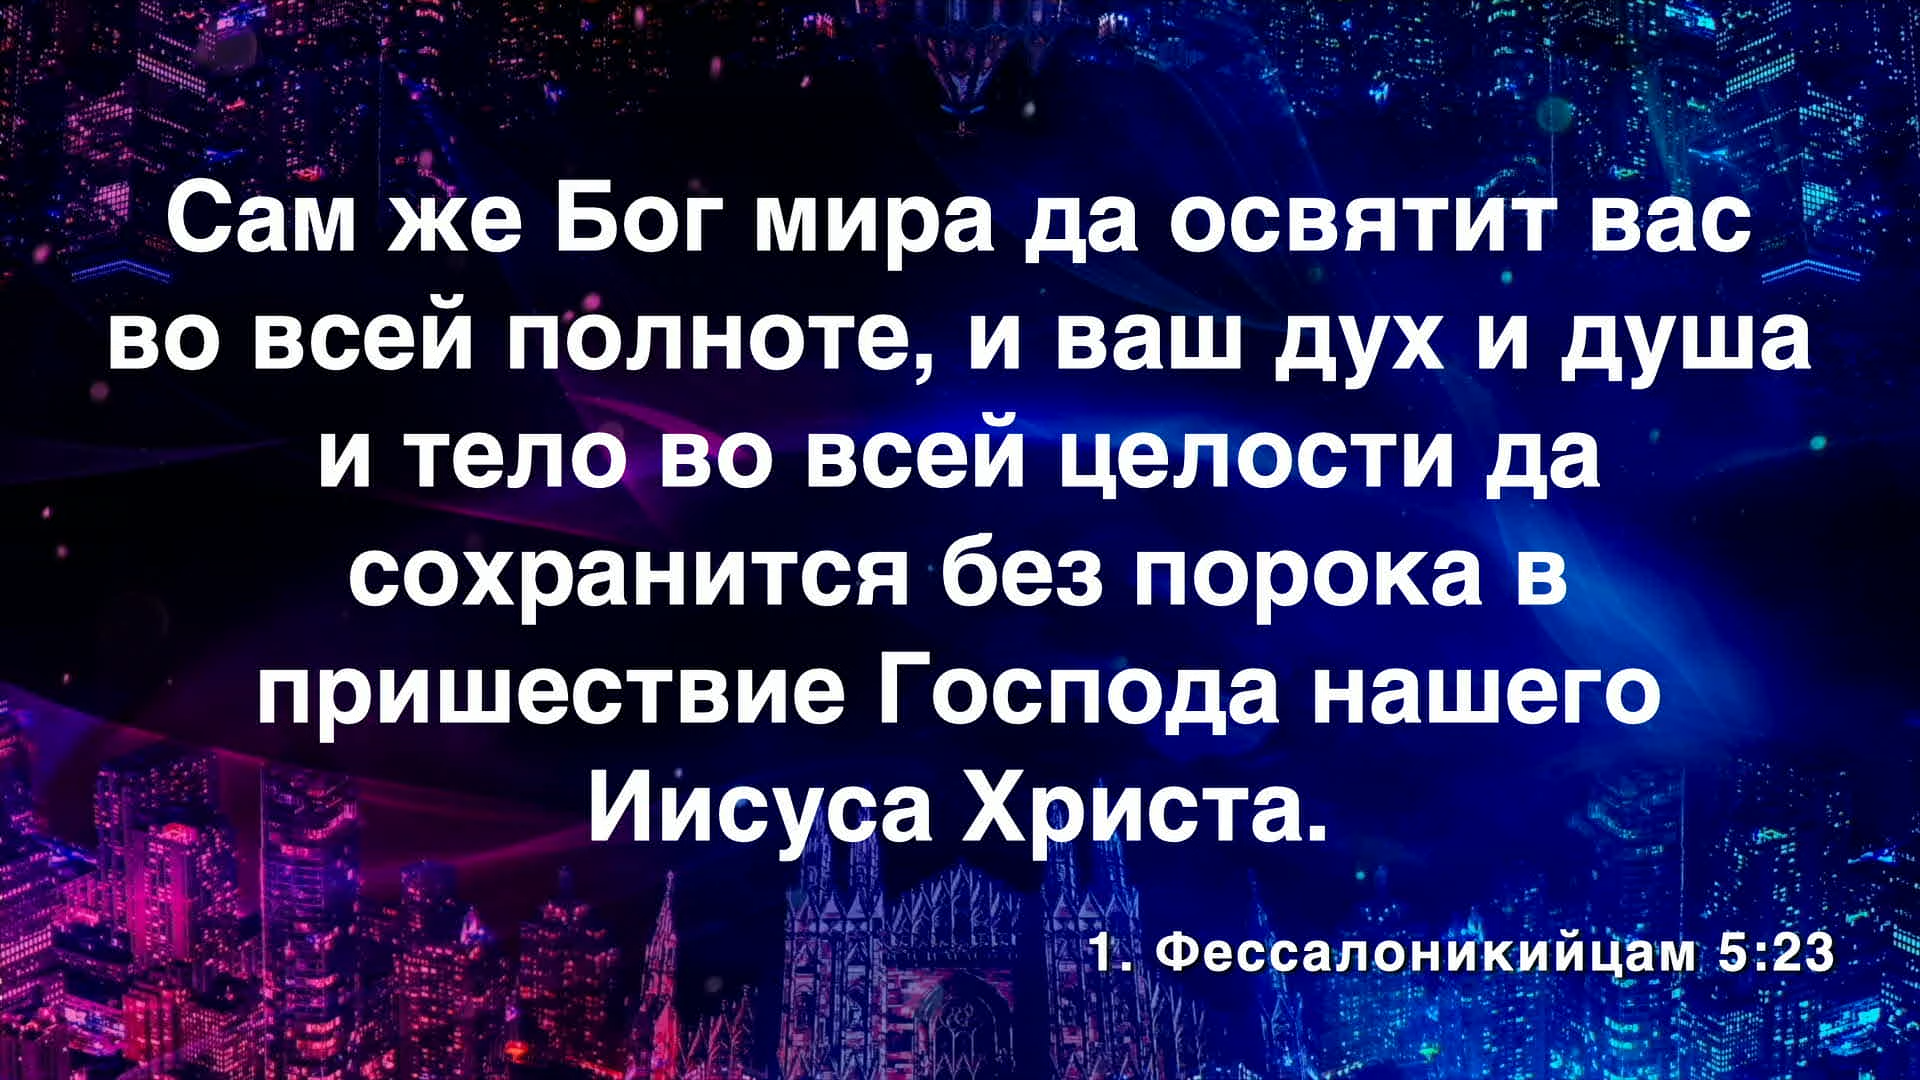 Сам же Бог мира да освятит вас
во всей полноте, и ваш дух и душа
и тело во всей целости да
сохранится без порока в
пришествие Господа нашего
Иисуса Христа.
1. Фессалоникийцам 5:23